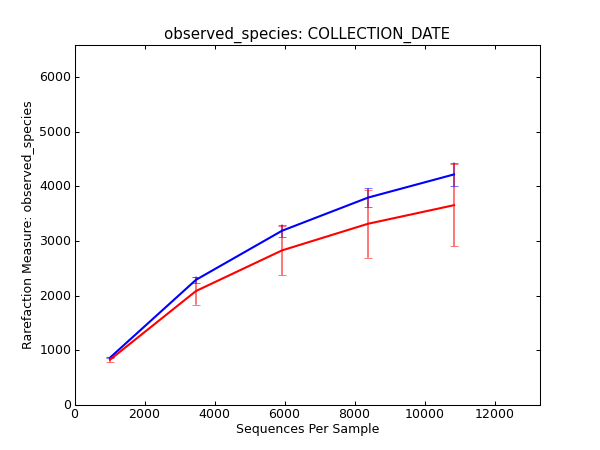 observed_species: COLLECTION_DATE
6000
5000
4000
3000
2000
1000
0
Rarefaction Measure: observed_species
0 2000 4000 6000 8000 10000 12000
Sequences Per Sample